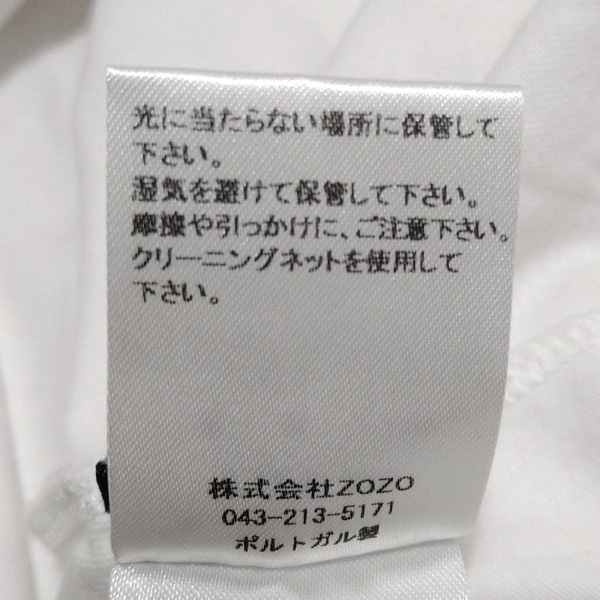 光に当たらない場所に保管して
下さい。
湿気を避けて保管して下さい。
摩擦や引っかけに、ご注意下さい。
クリーニングネットを使用して
下さい。
株式会社ZOZO
043-213-5171
ポルトガル製